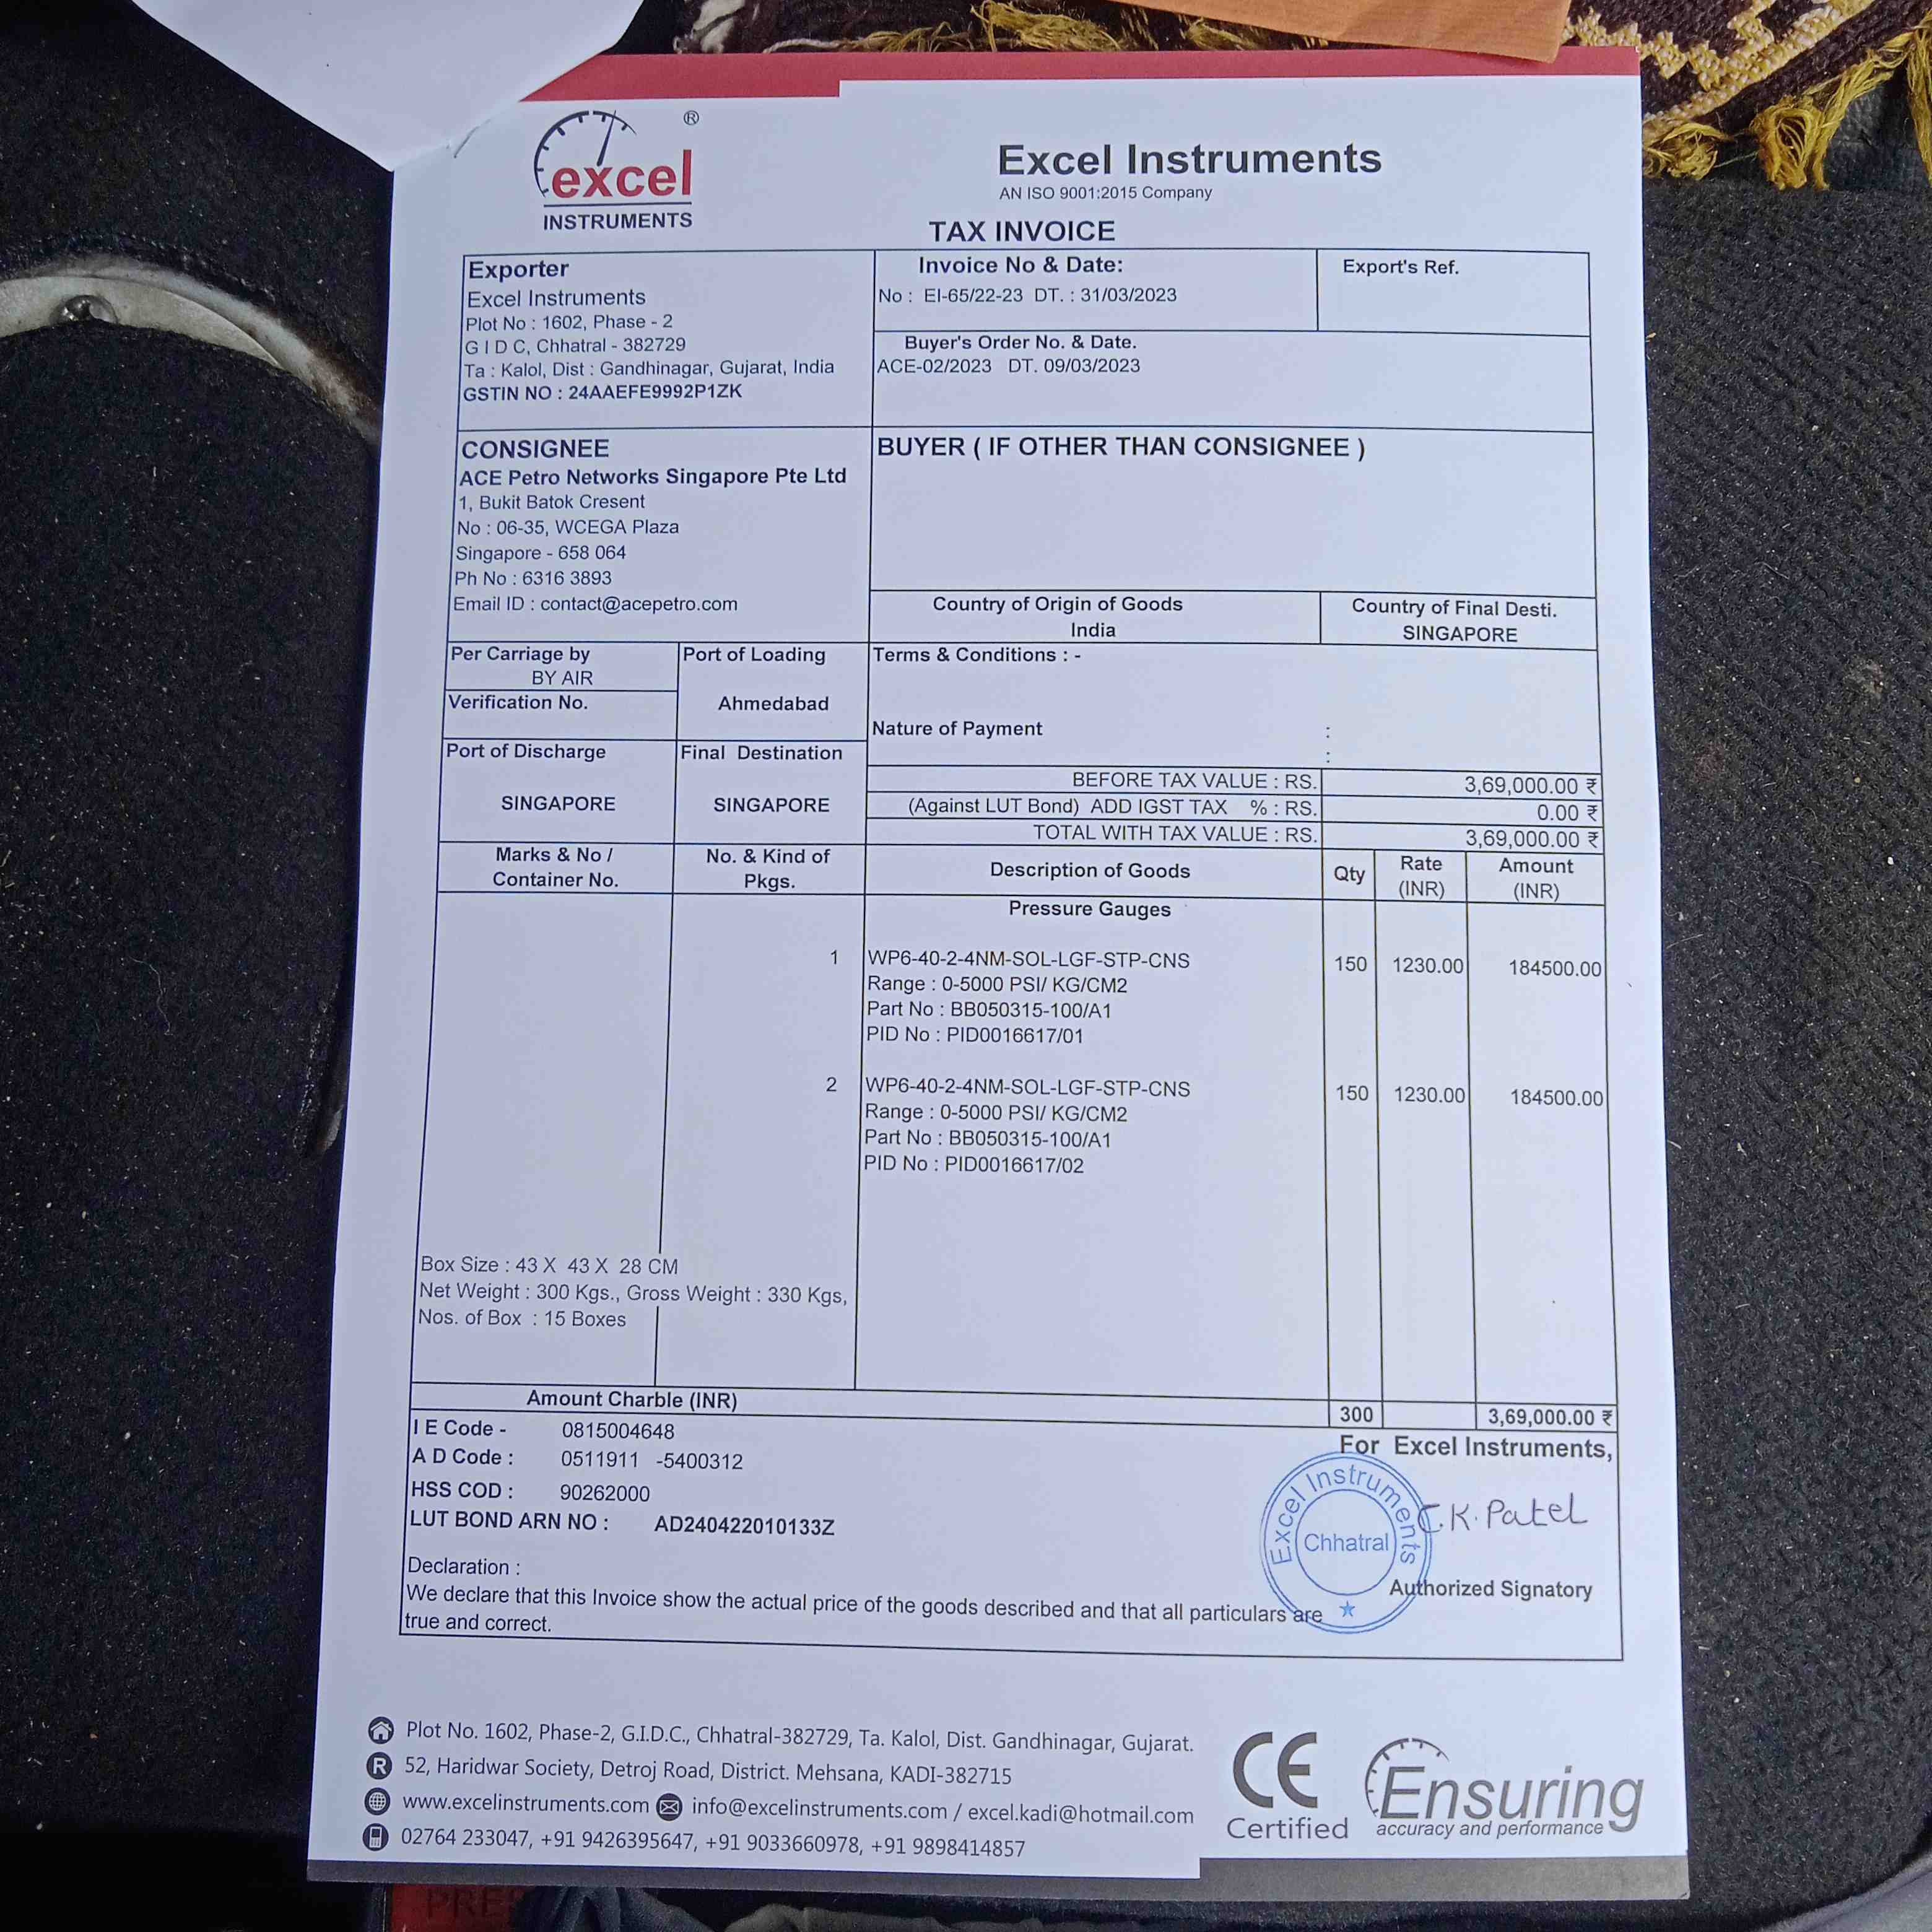 ®
excel
INSTRUMENTS
Excel Instruments
AN ISO 9001:2015 Company
TAX INVOICE
Exporter
Excel Instruments
Plot No : 1602, Phase - 2
G I D C, Chhatral - 382729
Ta : Kalol, Dist : Gandhinagar, Gujarat, India
GSTIN NO : 24AAEFE9992P1ZK
Invoice No & Date:
No : EI-65/22-23 DT. : 31/03/2023
Export's Ref.
Buyer's Order No. & Date.
ACE-02/2023 DT. 09/03/2023
CONSIGNEE
ACE Petro Networks Singapore Pte Ltd
1, Bukit Batok Cresent
No : 06-35, WCEGA Plaza
Singapore - 658 064
Ph No : 6316 3893
Email ID : contact@acepetro.com
BUYER ( IF OTHER THAN CONSIGNEE )
Country of Origin of Goods
India
Country of Final Desti.
SINGAPORE
Per Carriage by
BY AIR
Port of Loading
Ahmedabad
Verification No.
Terms & Conditions : -
Nature of Payment :
:
Port of Discharge
SINGAPORE
Final Destination
SINGAPORE
BEFORE TAX VALUE : RS. 3,69,000.00 ₹
(Against LUT Bond) ADD IGST TAX % : RS. 0.00 ₹
TOTAL WITH TAX VALUE : RS. 3,69,000.00 ₹
Marks & No /
Container No.
No. & Kind of
Pkgs.
Description of Goods
Qty
Rate
(INR)
Amount
(INR)
Pressure Gauges
1 WP6-40-2-4NM-SOL-LGF-STP-CNS 150 1230.00 184500.00
Range : 0-5000 PSI/ KG/CM2
Part No : BB050315-100/A1
PID No : PID0016617/01
2 WP6-40-2-4NM-SOL-LGF-STP-CNS 150 1230.00 184500.00
Range : 0-5000 PSI/ KG/CM2
Part No : BB050315-100/A1
PID No : PID0016617/02
Box Size : 43 X 43 X 28 CM
Net Weight : 300 Kgs., Gross Weight : 330 Kgs,
Nos. of Box : 15 Boxes
Amount Charble (INR) 300 3,69,000.00 ₹
I E Code - 0815004648
A D Code : 0511911 -5400312
HSS COD : 90262000
LUT BOND ARN NO : AD240422010133Z
For Excel Instruments,
Excel Instruments
Chhatral
C.K. Patel
Authorized Signatory
Declaration :
We declare that this Invoice show the actual price of the goods described and that all particulars are
true and correct.
Plot No. 1602, Phase-2, G.I.D.C., Chhatral-382729, Ta. Kalol, Dist. Gandhinagar, Gujarat.
R 52, Haridwar Society, Detroj Road, District. Mehsana, KADI-382715
www.excelinstruments.com info@excelinstruments.com / excel.kadi@hotmail.com
02764 233047, +91 9426395647, +91 9033660978, +91 9898414857
CE
Certified
Ensuring
accuracy and performance